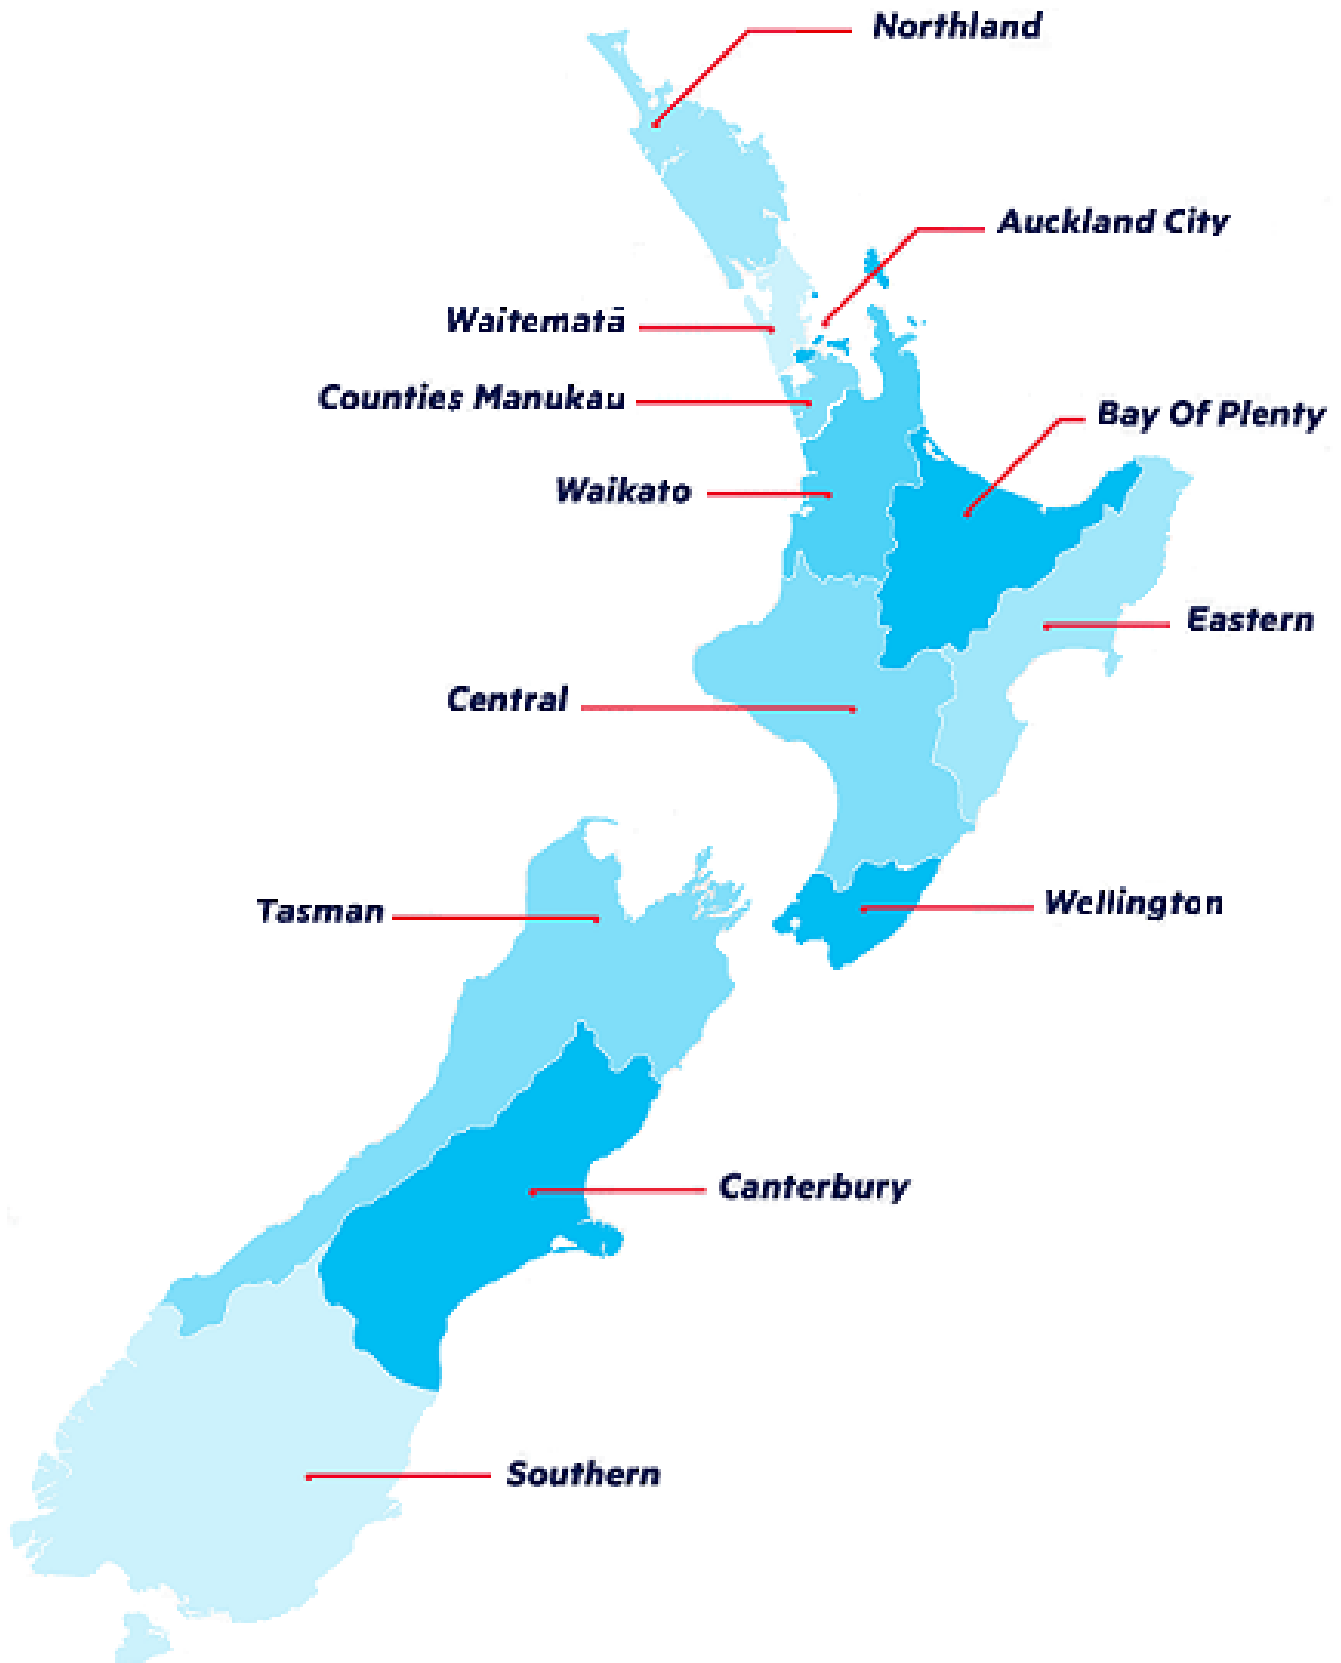 Northland
Auckland City
Waitematā
Counties Manukau
Bay Of Plenty
Waikato
Eastern
Central
Wellington
Tasman
Canterbury
Southern